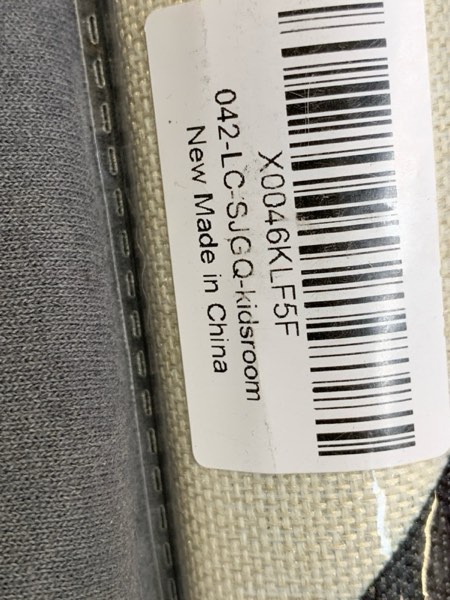 X0046KLF5F
042-LC-SJGQ-kidsroom
New Made in China